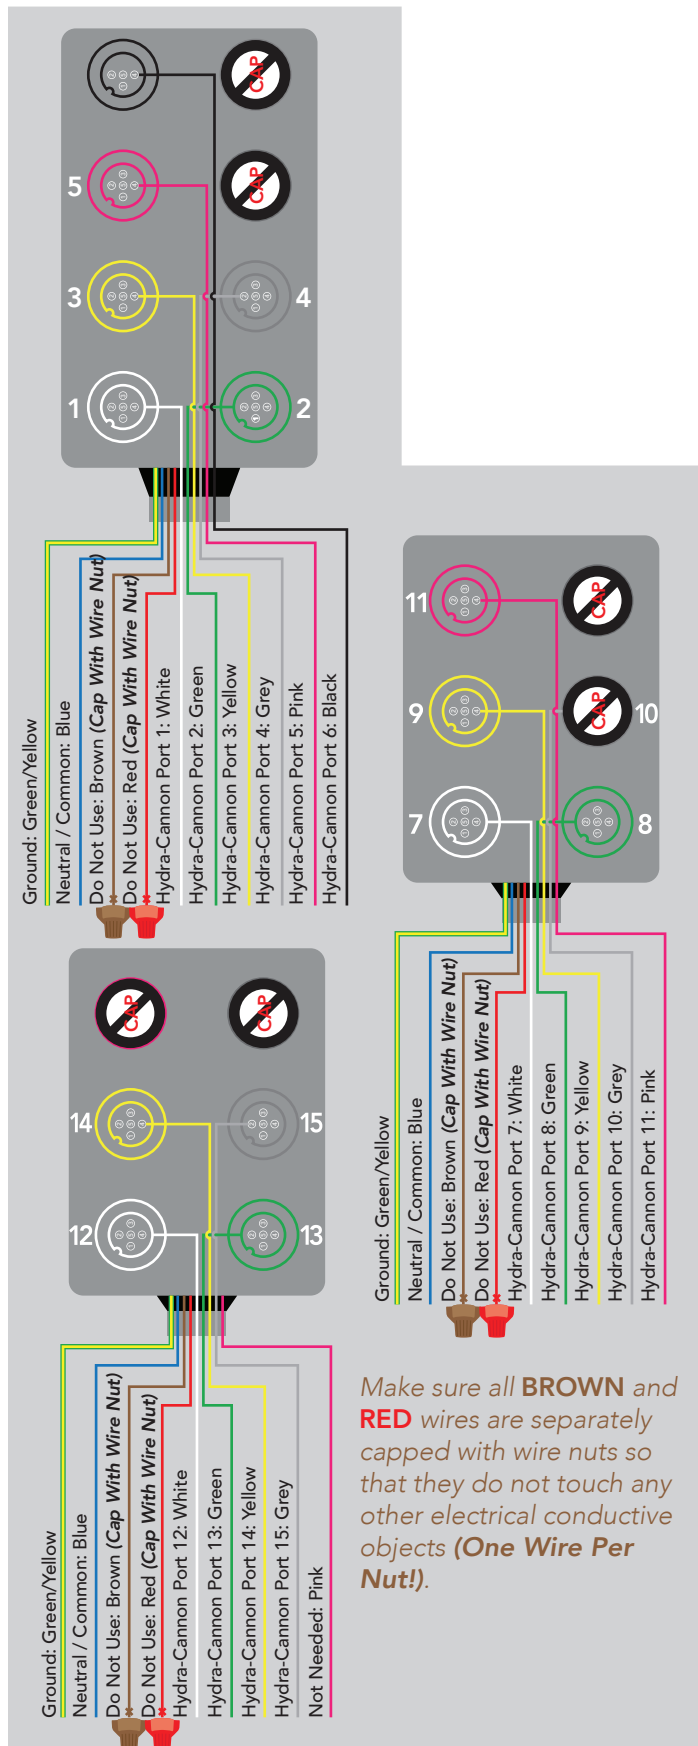 CAP
5
CAP
3
4
1
2
Ground: Green/Yellow
Neutral / Common: Blue
Do Not Use: Brown (Cap With Wire Nut)
Do Not Use: Red (Cap With Wire Nut)
Hydra-Cannon Port 1: White
Hydra-Cannon Port 2: Green
Hydra-Cannon Port 3: Yellow
Hydra-Cannon Port 4: Grey
Hydra-Cannon Port 5: Pink
Hydra-Cannon Port 6: Black
11
CAP
9
CAP
10
7
8
Ground: Green/Yellow
Neutral / Common: Blue
Do Not Use: Brown (Cap With Wire Nut)
Do Not Use: Red (Cap With Wire Nut)
Hydra-Cannon Port 7: White
Hydra-Cannon Port 8: Green
Hydra-Cannon Port 9: Yellow
Hydra-Cannon Port 10: Grey
Hydra-Cannon Port 11: Pink
CAP
CAP
14
15
12
13
Ground: Green/Yellow
Neutral / Common: Blue
Do Not Use: Brown (Cap With Wire Nut)
Do Not Use: Red (Cap With Wire Nut)
Hydra-Cannon Port 12: White
Hydra-Cannon Port 13: Green
Hydra-Cannon Port 14: Yellow
Hydra-Cannon Port 15: Grey
Not Needed: Pink
Make sure all BROWN and
RED wires are separately
capped with wire nuts so
that they do not touch any
other electrical conductive
objects (One Wire Per
Nut!).